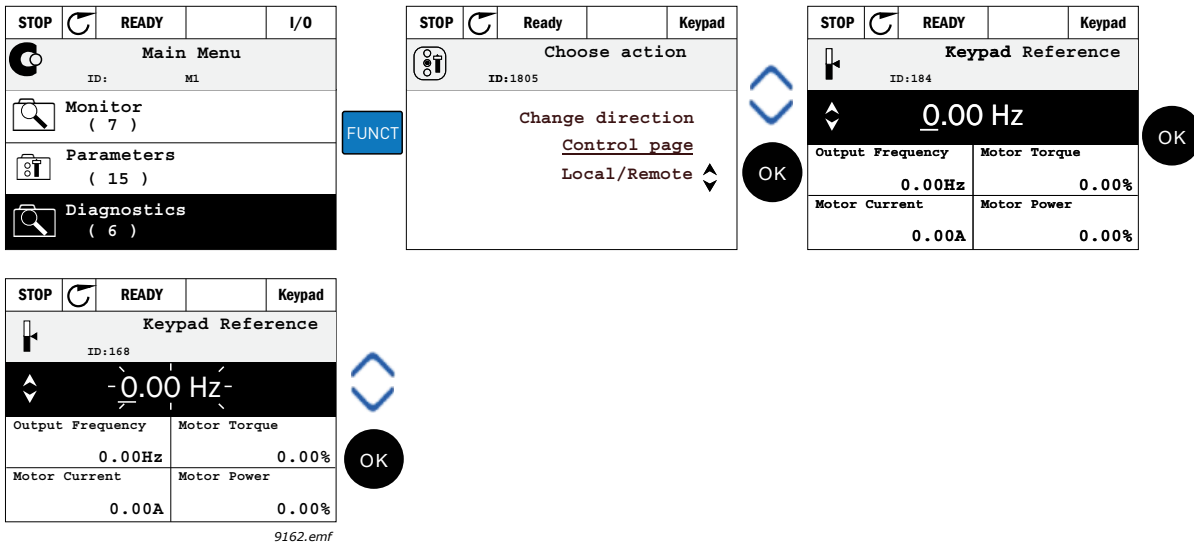 STOP READY I/O
Main Menu
ID: M1
Monitor
( 7 )
Parameters
( 15 )
Diagnostics
( 6 )
FUNCT
STOP Ready Keypad
Choose action
ID:1805
Change direction
Control page
Local/Remote
OK
STOP READY Keypad
Keypad Reference
ID:184
0.00 Hz
Output Frequency Motor Torque
0.00Hz 0.00%
Motor Current Motor Power
0.00A 0.00%
OK
STOP READY Keypad
Keypad Reference
ID:168
0.00 Hz
Output Frequency Motor Torque
0.00Hz 0.00%
Motor Current Motor Power
0.00A 0.00%
OK
9162.emf